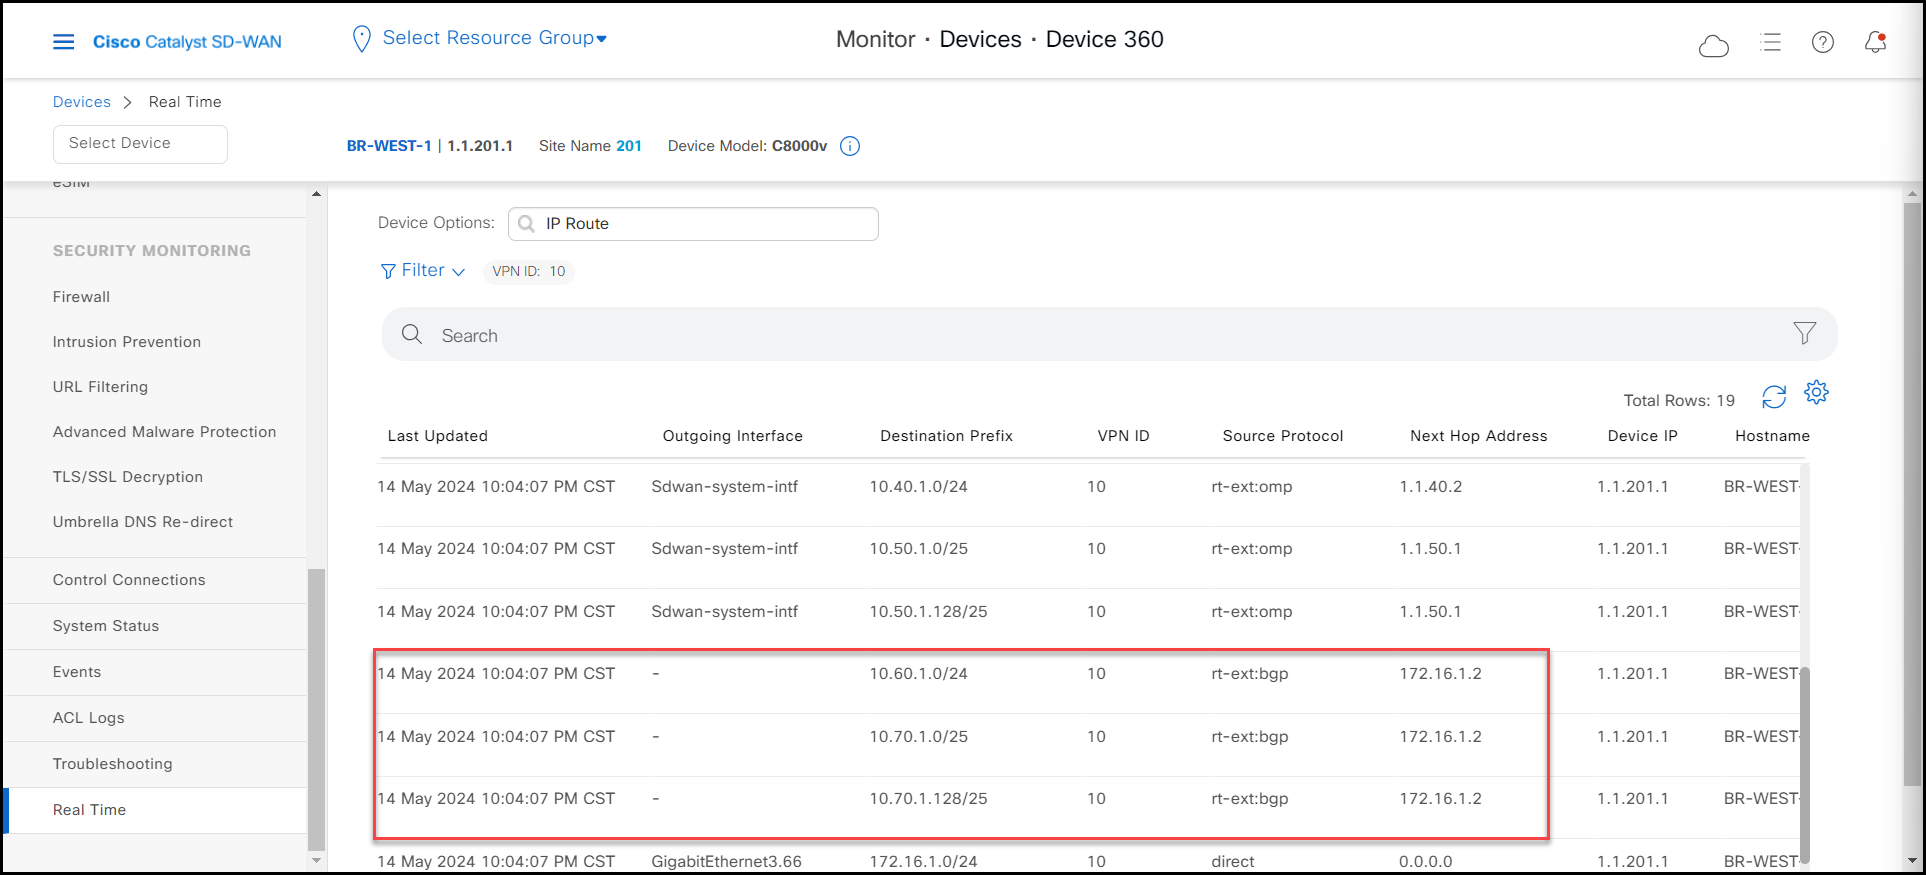 Cisco Catalyst SD-WAN
Select Resource Group
Monitor · Devices · Device 360
Devices > Real Time
Select Device
BR-WEST-1 | 1.1.201.1 Site Name 201 Device Model: C8000v
eSIM
SECURITY MONITORING
Firewall
Intrusion Prevention
URL Filtering
Advanced Malware Protection
TLS/SSL Decryption
Umbrella DNS Re-direct
Control Connections
System Status
Events
ACL Logs
Troubleshooting
Real Time
Device Options: IP Route
Filter VPN ID: 10
Search
Total Rows: 19
Last Updated Outgoing Interface Destination Prefix VPN ID Source Protocol Next Hop Address Device IP Hostname
14 May 2024 10:04:07 PM CST Sdwan-system-intf 10.40.1.0/24 10 rt-ext:omp 1.1.40.2 1.1.201.1 BR-WEST-
14 May 2024 10:04:07 PM CST Sdwan-system-intf 10.50.1.0/25 10 rt-ext:omp 1.1.50.1 1.1.201.1 BR-WEST-
14 May 2024 10:04:07 PM CST Sdwan-system-intf 10.50.1.128/25 10 rt-ext:omp 1.1.50.1 1.1.201.1 BR-WEST-
14 May 2024 10:04:07 PM CST - 10.60.1.0/24 10 rt-ext:bgp 172.16.1.2 1.1.201.1 BR-WEST-
14 May 2024 10:04:07 PM CST - 10.70.1.0/25 10 rt-ext:bgp 172.16.1.2 1.1.201.1 BR-WEST-
14 May 2024 10:04:07 PM CST - 10.70.1.128/25 10 rt-ext:bgp 172.16.1.2 1.1.201.1 BR-WEST-
14 May 2024 10:04:07 PM CST GigabitEthernet3.66 172.16.1.0/24 10 direct 0.0.0.0 1.1.201.1 BR-WEST-